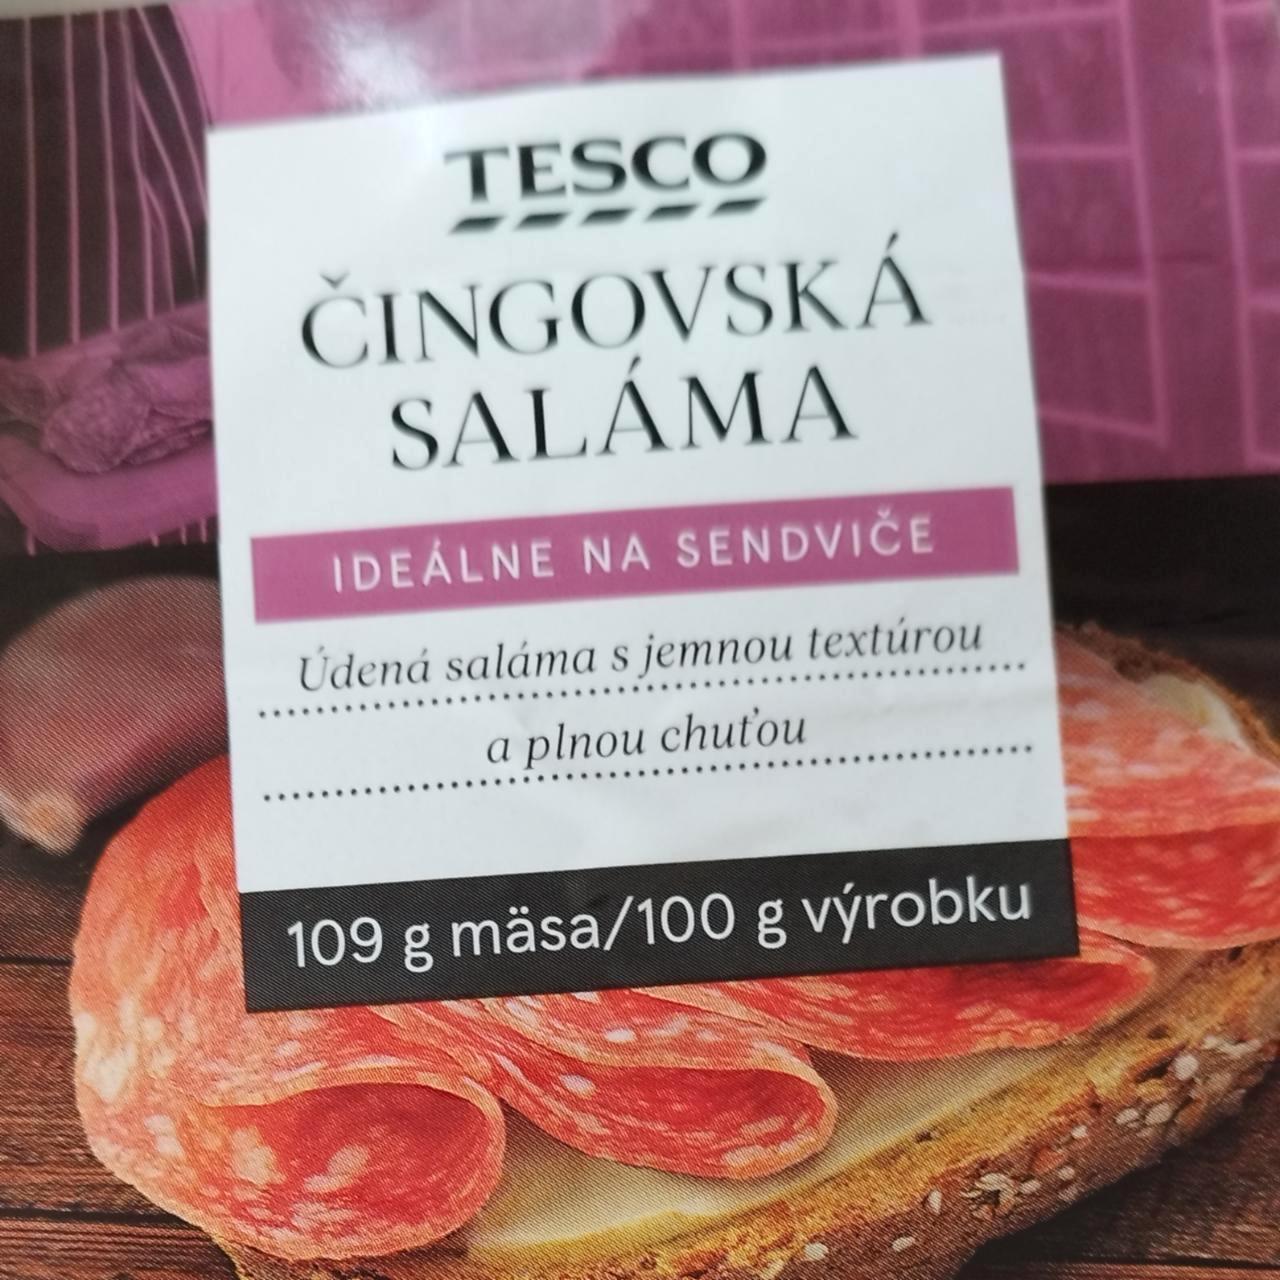 TESCO
ČINGOVSKÁ
SALÁMA
IDEÁLNE NA SENDVIČE
Údená saláma s jemnou textúrou
a plnou chuťou
109 g mäsa/100 g výrobku